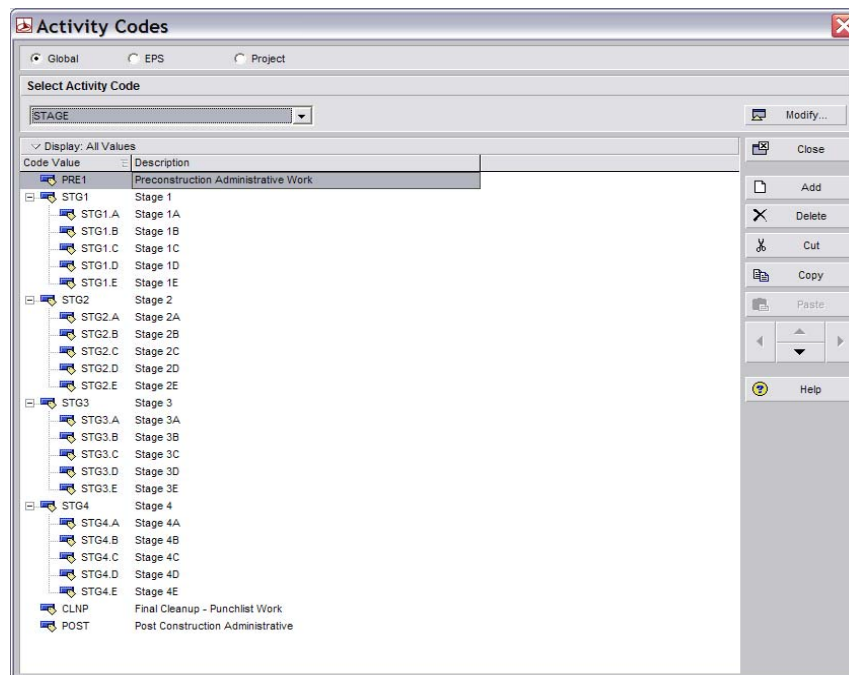 Activity Codes
Global EPS Project
Select Activity Code
STAGE
Modify...
Display: All Values
Close
Code Value Description
PRE1 Preconstruction Administrative Work
Add
STG1 Stage 1
STG1.A Stage 1A
Delete
STG1.B Stage 1B
STG1.C Stage 1C
Cut
STG1.D Stage 1D
STG1.E Stage 1E
Copy
STG2 Stage 2
Paste
STG2.A Stage 2A
STG2.B Stage 2B
STG2.C Stage 2C
STG2.D Stage 2D
STG2.E Stage 2E
Help
STG3 Stage 3
STG3.A Stage 3A
STG3.B Stage 3B
STG3.C Stage 3C
STG3.D Stage 3D
STG3.E Stage 3E
STG4 Stage 4
STG4.A Stage 4A
STG4.B Stage 4B
STG4.C Stage 4C
STG4.D Stage 4D
STG4.E Stage 4E
CLNP Final Cleanup - Punchlist Work
POST Post Construction Administrative